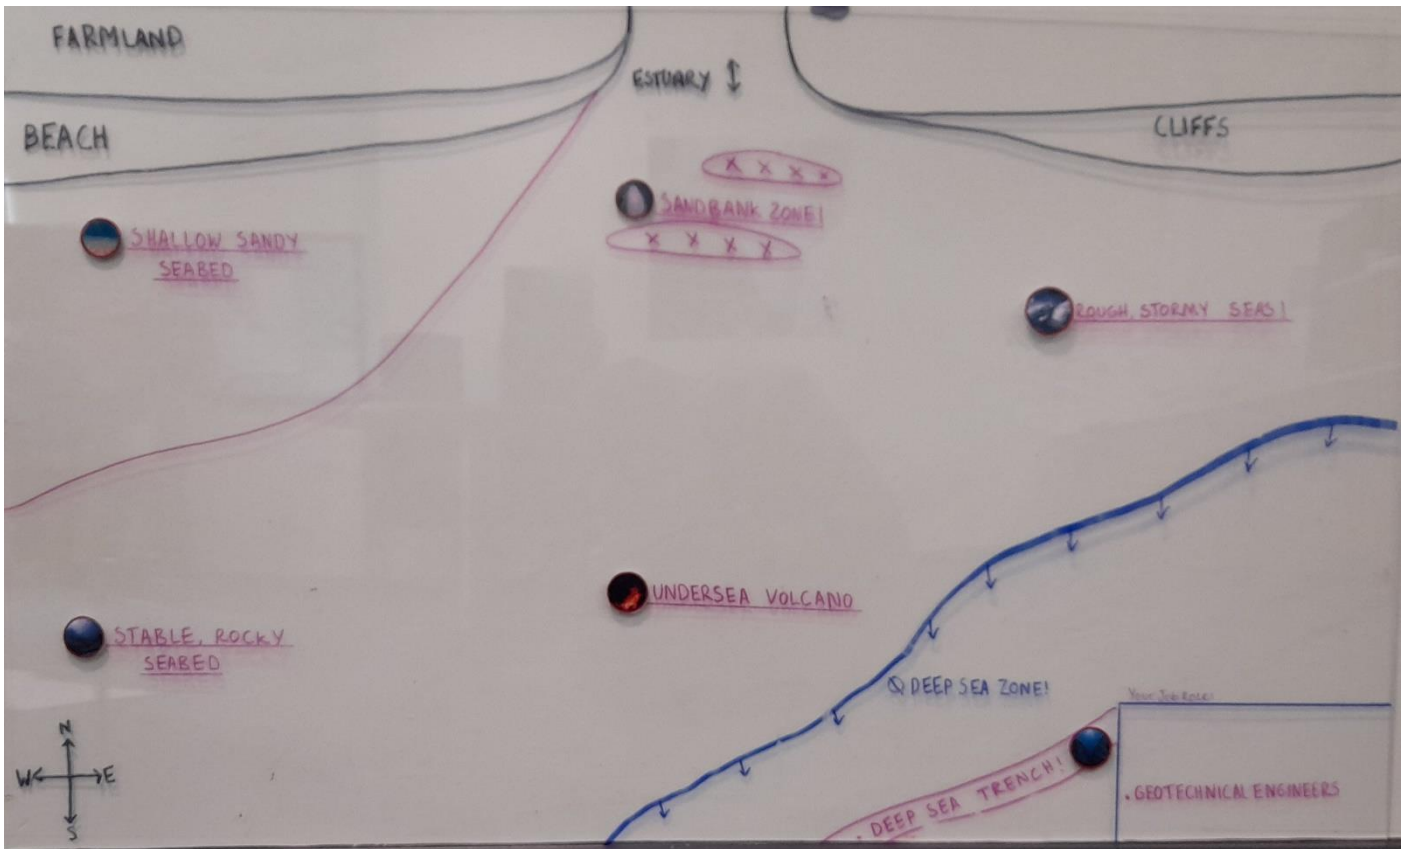 FARMLAND
ESTUARY
BEACH
CLIFFS
SANDBANK ZONE!
X X X X
X X X X
SHALLOW SANDY
SEABED
ROUGH, STORMY SEAS!
UNDERSEA VOLCANO
STABLE, ROCKY
SEABED
DEEP SEA ZONE!
Your Job Role:
DEEP SEA TRENCH!
. GEOTECHNICAL ENGINEERS
N
W E
S